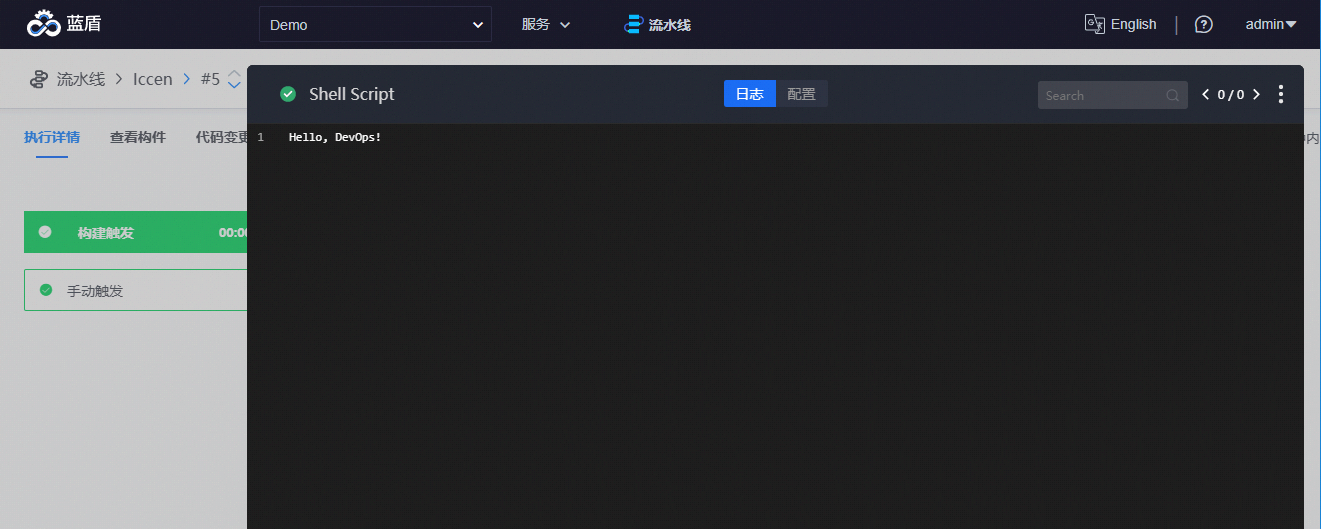 蓝盾 Demo 服务 流水线 English | admin
流水线 > lccen > #5
Shell Script 日志 配置 Search 0 / 0
执行详情 查看构件 代码变更
1 Hello, DevOps!
构建触发 00:0
手动触发